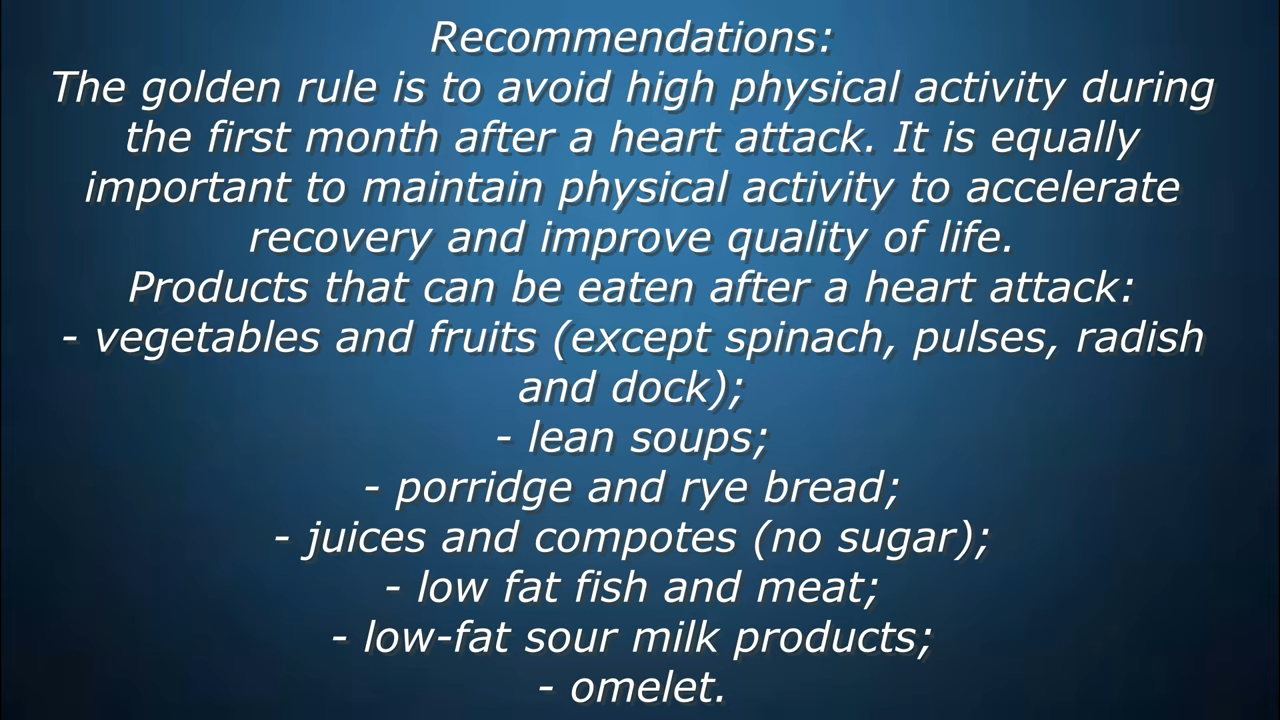 Recommendations:
The golden rule is to avoid high physical activity during
the first month after a heart attack. It is equally
important to maintain physical activity to accelerate
recovery and improve quality of life.
Products that can be eaten after a heart attack:
- vegetables and fruits (except spinach, pulses, radish
and dock);
- lean soups;
- porridge and rye bread;
- juices and compotes (no sugar);
- low fat fish and meat;
- low-fat sour milk products;
- omelet.